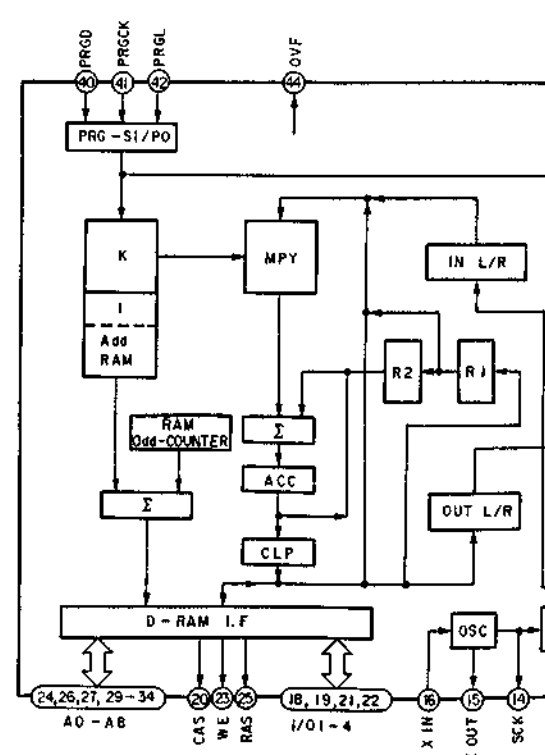 PRGD
PRGCK
PRGL
OVF
40
41
42
44
PRG-SI/PO
K
MPY
IN L/R
I
Add
RAM
R2
R1
RAM
Odd-COUNTER
Σ
ACC
Σ
OUT L/R
CLP
D-RAM I.F
OSC
24,26,27, 29-34
20
23
25
18, 19,21,22
16
15
14
A0-A8
CAS
WE
RAS
I/O1-4
X IN
OUT
SCK